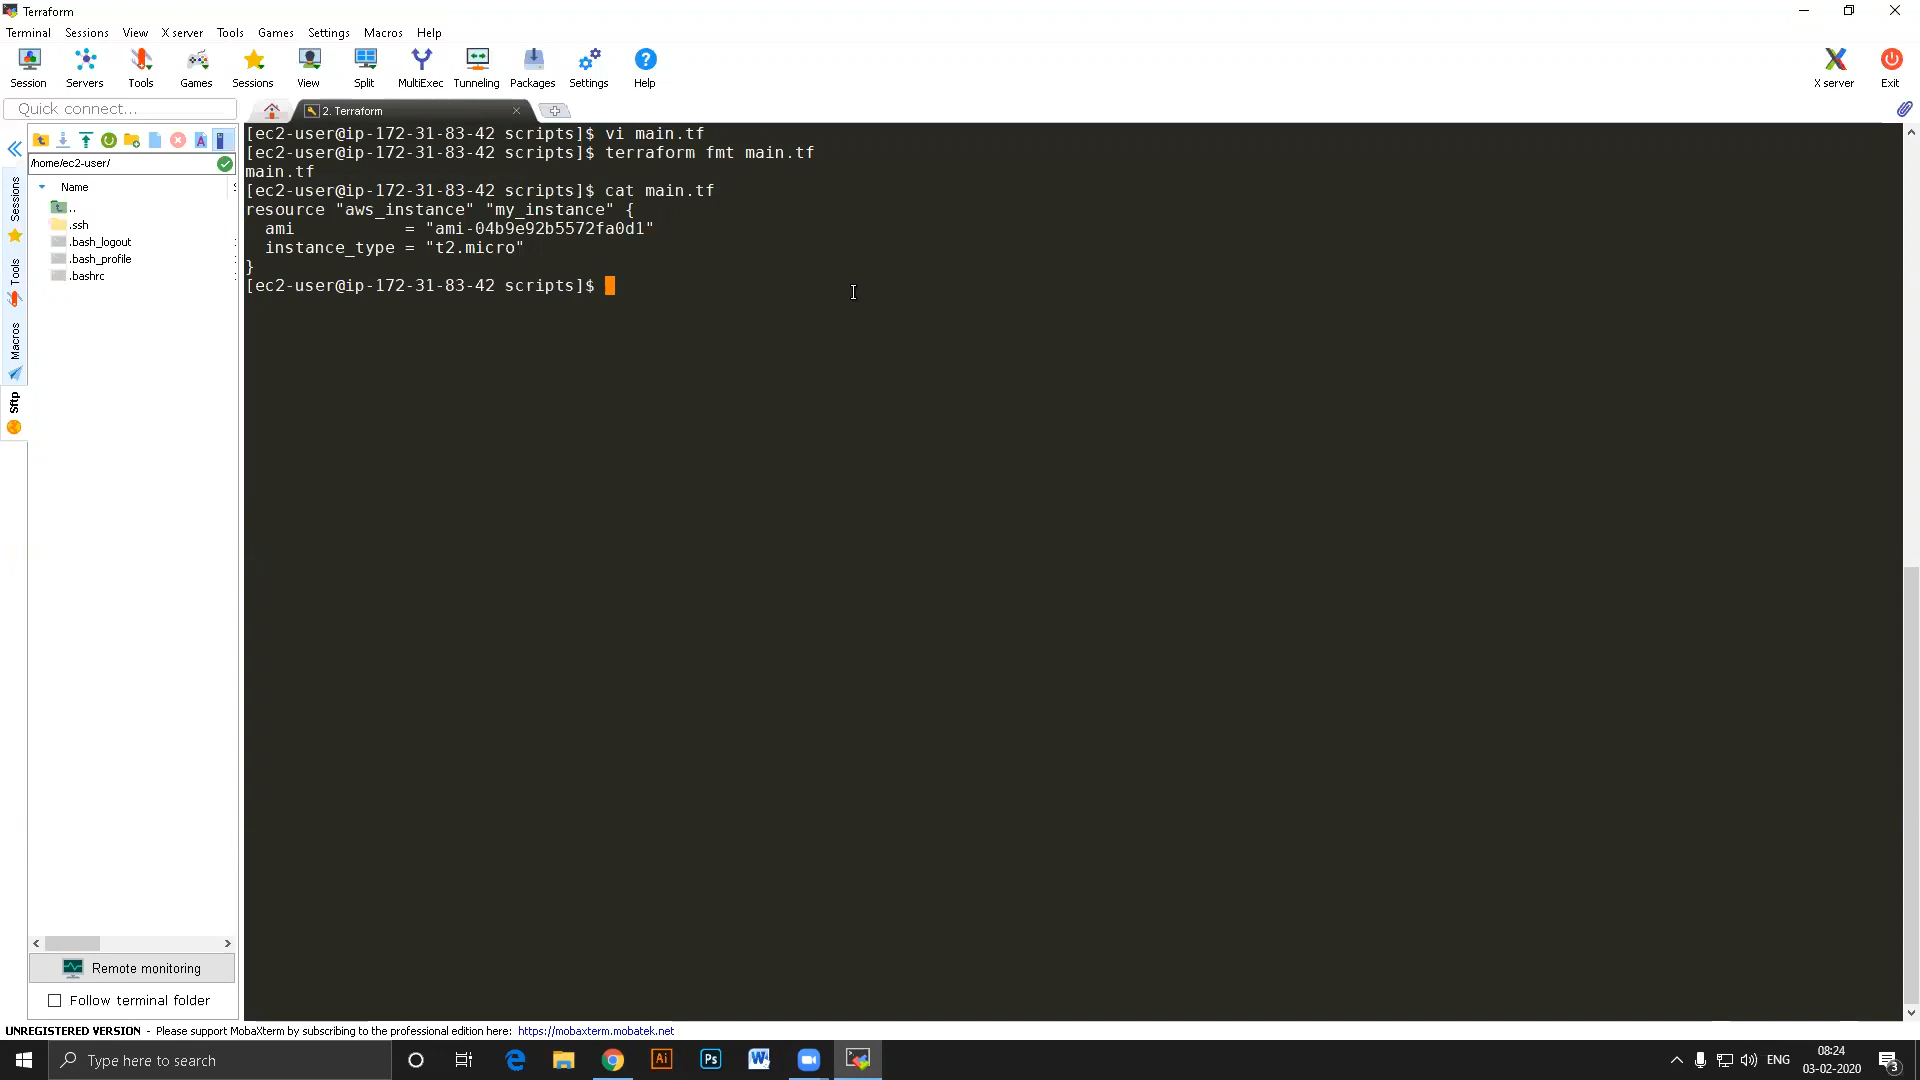 Terraform
Terminal Sessions View X server Tools Games Settings Macros Help
Session Servers Tools Games Sessions View Split MultiExec Tunneling Packages Settings Help X server Exit
Quick connect...
2. Terraform
/home/ec2-user/
Name
..
.ssh
.bash_logout
.bash_profile
.bashrc
Sessions
Tools
Macros
Sftp
[ec2-user@ip-172-31-83-42 scripts]$ vi main.tf
[ec2-user@ip-172-31-83-42 scripts]$ terraform fmt main.tf
main.tf
[ec2-user@ip-172-31-83-42 scripts]$ cat main.tf
resource "aws_instance" "my_instance" {
  ami           = "ami-04b9e92b5572fa0d1"
  instance_type = "t2.micro"
}
[ec2-user@ip-172-31-83-42 scripts]$
Remote monitoring
Follow terminal folder
UNREGISTERED VERSION - Please support MobaXterm by subscribing to the professional edition here: https://mobaxterm.mobatek.net
Type here to search
Ai
Ps
W
ENG
08:24
03-02-2020
3